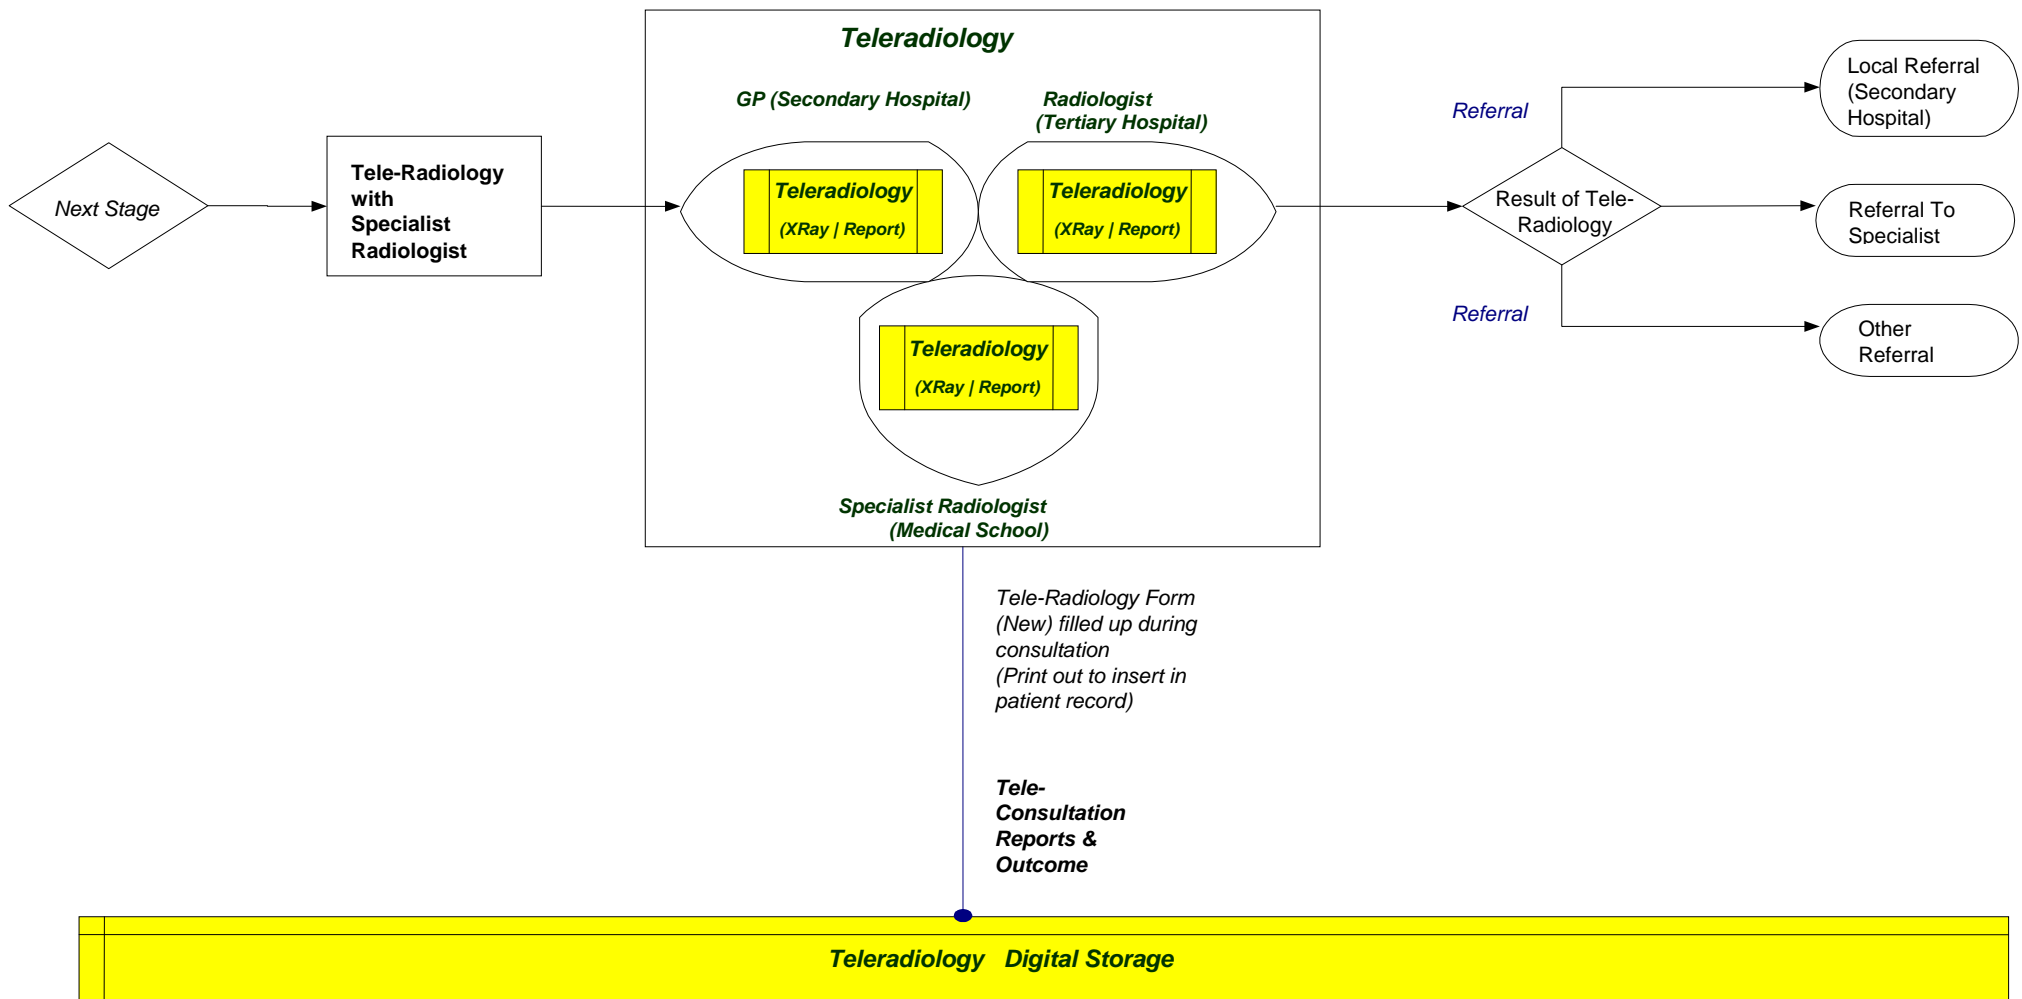 Teleradiology
GP (Secondary Hospital)
Radiologist
(Tertiary Hospital)
Next Stage
Tele-Radiology
with
Specialist
Radiologist
Teleradiology
(XRay | Report)
Teleradiology
(XRay | Report)
Teleradiology
(XRay | Report)
Specialist Radiologist
(Medical School)
Referral
Result of Tele-
Radiology
Referral
Local Referral
(Secondary
Hospital)
Referral To
Specialist
Other
Referral
Tele-Radiology Form
(New) filled up during
consultation
(Print out to insert in
patient record)
Tele-
Consultation
Reports &
Outcome
Teleradiology Digital Storage